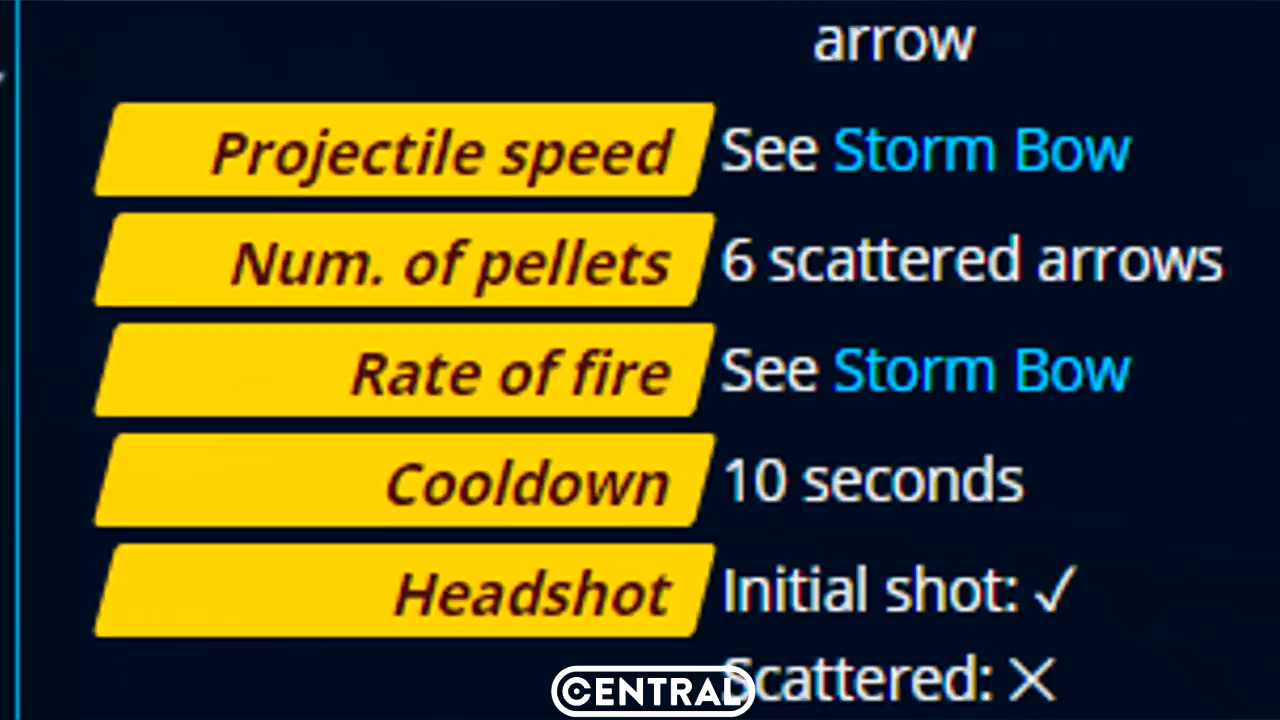 arrow
Projectile speed See Storm Bow
Num. of pellets 6 scattered arrows
Rate of fire See Storm Bow
Cooldown 10 seconds
Headshot Initial shot: ✓
Scattered: ✕
CENTRAL